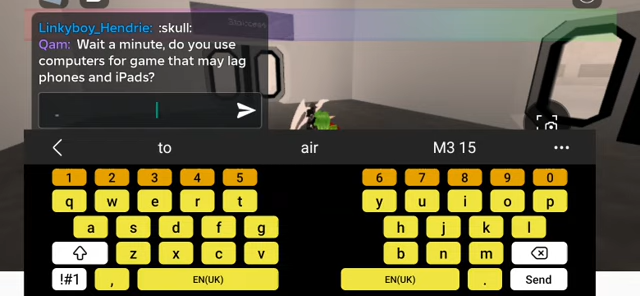 Linkyboy_Hendrie: :skull:
Qam: Wait a minute, do you use
computers for game that may lag
phones and iPads?
to air M3 15 •••
1 2 3 4 5 6 7 8 9 0
q w e r t y u i o p
a s d f g h j k l
z x c v b n m
!#1 , EN(UK) EN(UK) . Send